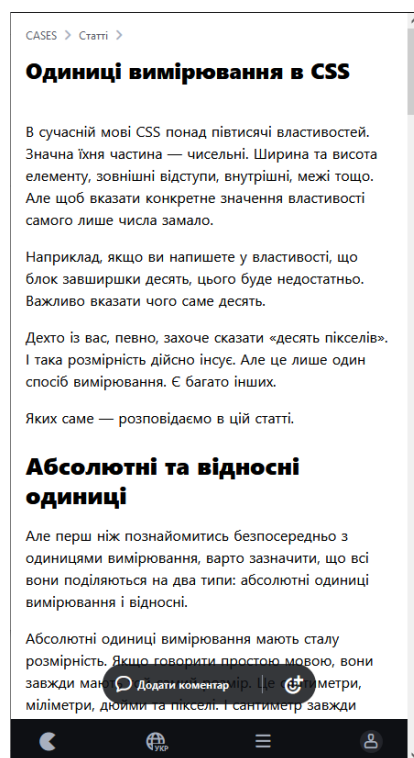 CASES > Статті >
Одиниці вимірювання в CSS
В сучасній мові CSS понад півтисячі властивостей.
Значна їхня частина — чисельні. Ширина та висота
елементу, зовнішні відступи, внутрішні, межі тощо.
Але щоб вказати конкретне значення властивості
самого лише числа замало.
Наприклад, якщо ви напишете у властивості, що
блок завширшки десять, цього буде недостатньо.
Важливо вказати чого саме десять.
Дехто із вас, певно, захоче сказати «десять пікселів».
І така розмірність дійсно інсує. Але це лише один
спосіб вимірювання. Є багато інших.
Яких саме — розповідаємо в цій статті.
Абсолютні та відносні
одиниці
Але перш ніж познайомитись безпосередньо з
одиницями вимірювання, варто зазначити, що всі
вони поділяються на два типи: абсолютні одиниці
вимірювання і відносні.
Абсолютні одиниці вимірювання мають сталу
розмірність. Якщо говорити простою мовою, вони
завжди мають самий розмір. Це сантиметри,
Додати коментар
міліметри, дюйми та пікселі. І сантиметр завжди
УКР